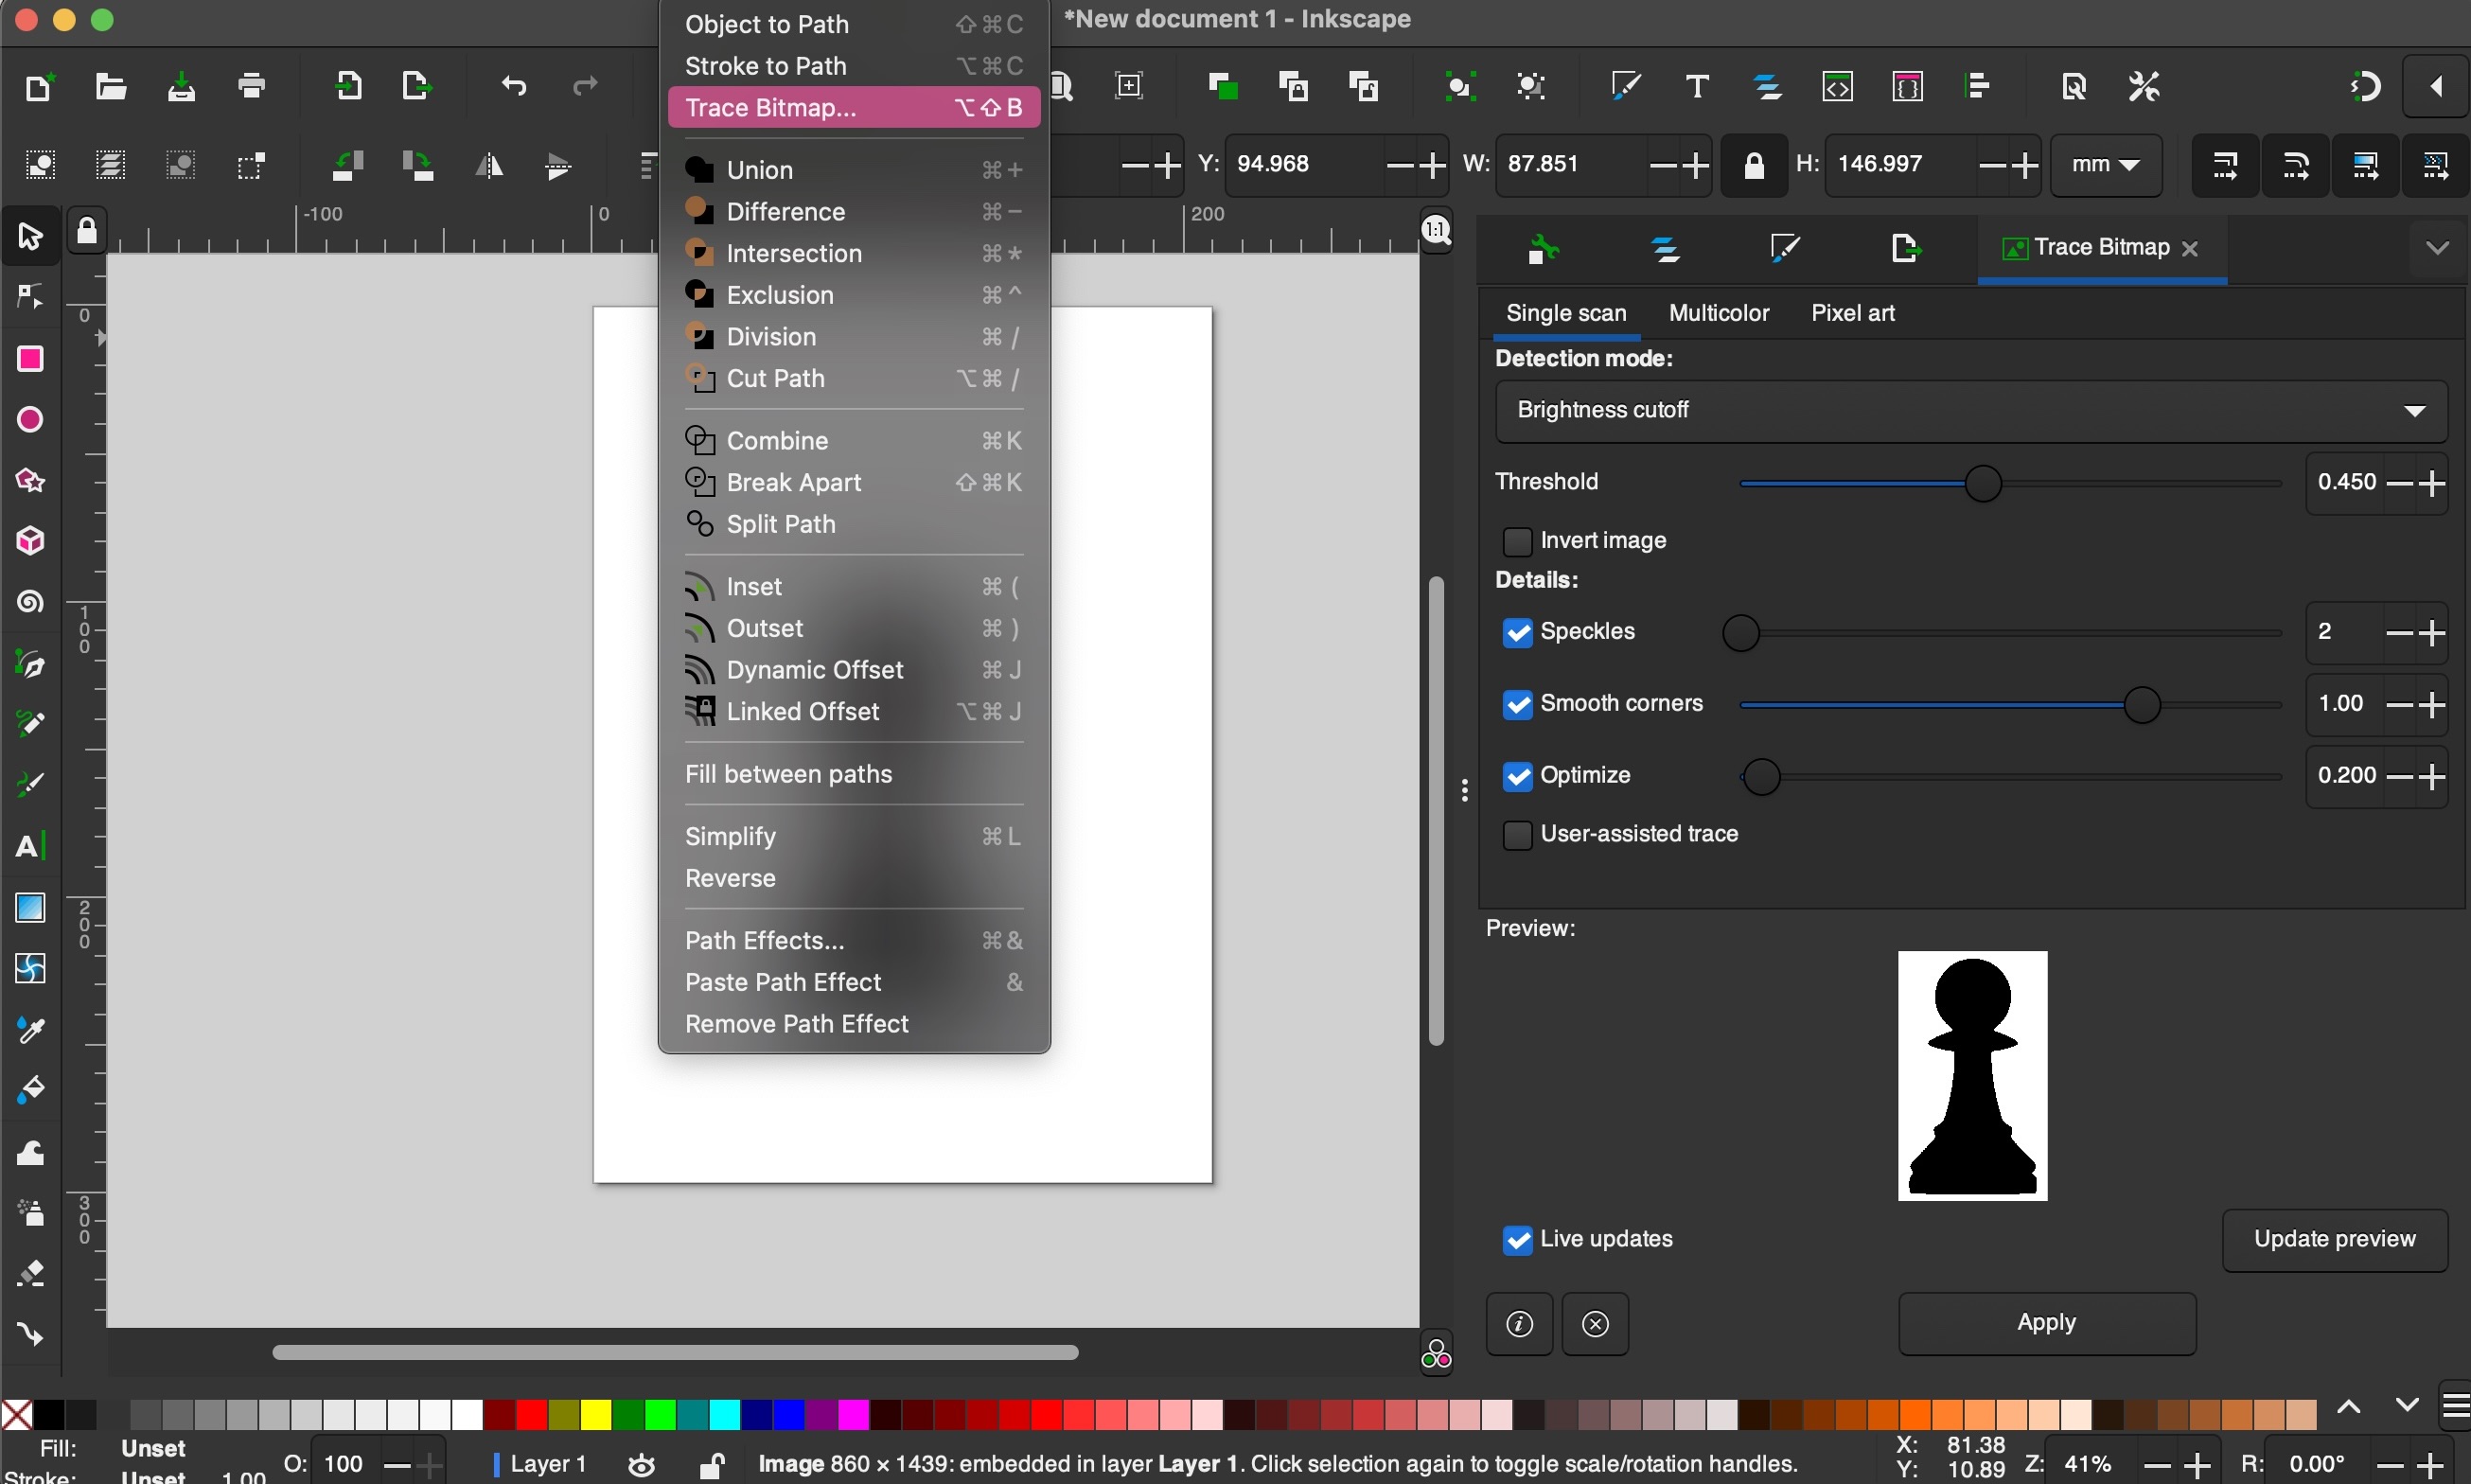 *New document 1 - Inkscape
Object to Path ⇧⌘C
Stroke to Path ⌥⌘C
Trace Bitmap... ⌥⇧B
Union ⌘+
Difference ⌘−
Intersection ⌘*
Exclusion ⌘^
Division ⌘/
Cut Path ⌥⌘/
Combine ⌘K
Break Apart ⇧⌘K
Split Path
Inset ⌘(
Outset ⌘)
Dynamic Offset ⌘J
Linked Offset ⌥⌘J
Fill between paths
Simplify ⌘L
Reverse
Path Effects... ⌘&
Paste Path Effect &
Remove Path Effect
Y: 94.968 W: 87.851 H: 146.997 mm
-100 0 200
1:1
0
100
200
300
Trace Bitmap
Single scan Multicolor Pixel art
Detection mode:
Brightness cutoff
Threshold 0.450
Invert image
Details:
Speckles 2
Smooth corners 1.00
Optimize 0.200
User-assisted trace
Preview:
Live updates
Update preview
Apply
Fill: Unset
Stroke: Unset 1.00
O: 100
Layer 1
Image 860 × 1439: embedded in layer Layer 1. Click selection again to toggle scale/rotation handles.
X: 81.38
Y: 10.89
Z: 41%
R: 0.00°